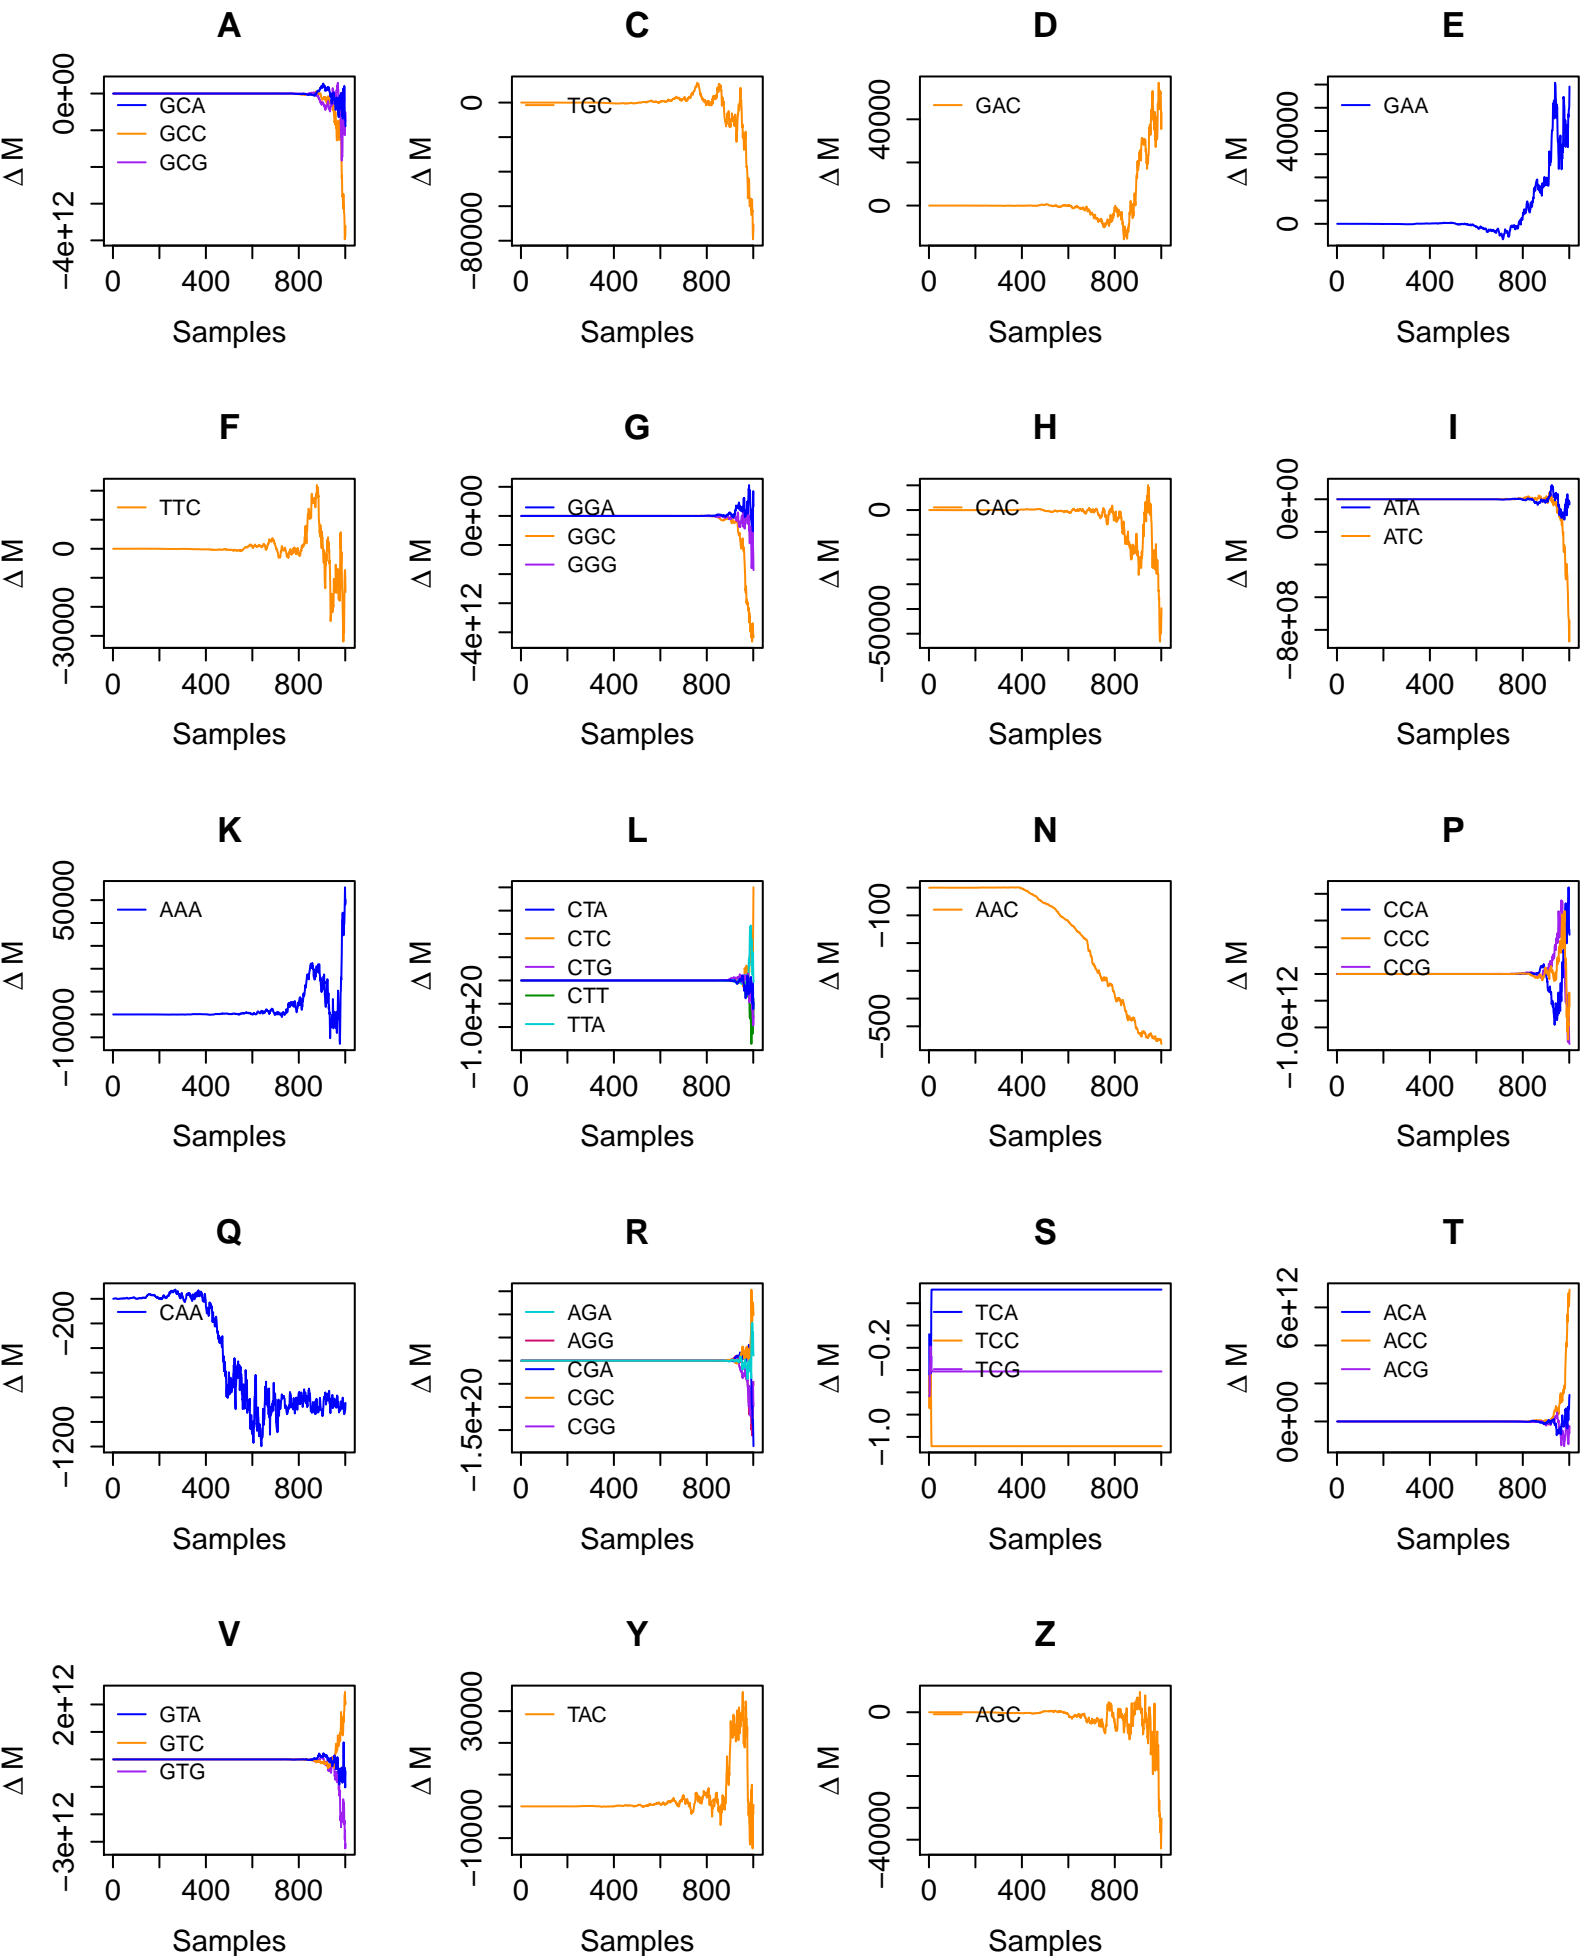 A
C
D
E
ΔM
0e+00
−4e+12
GCA
GCC
GCG
0 400 800
Samples
ΔM
0
−80000
TGC
0 400 800
Samples
ΔM
40000
0
GAC
0 400 800
Samples
ΔM
40000
0
GAA
0 400 800
Samples
F
G
H
I
ΔM
0
−30000
TTC
0 400 800
Samples
ΔM
0e+00
−4e+12
GGA
GGC
GGG
0 400 800
Samples
ΔM
0
−50000
CAC
0 400 800
Samples
ΔM
0e+00
−8e+08
ATA
ATC
0 400 800
Samples
K
L
N
P
ΔM
50000
−10000
AAA
0 400 800
Samples
ΔM
−1.0e+20
CTA
CTC
CTG
CTT
TTA
0 400 800
Samples
ΔM
−100
−500
AAC
0 400 800
Samples
ΔM
−1.0e+12
CCA
CCC
CCG
0 400 800
Samples
Q
R
S
T
ΔM
−200
−1200
CAA
0 400 800
Samples
ΔM
−1.5e+20
AGA
AGG
CGA
CGC
CGG
0 400 800
Samples
ΔM
−0.2
−1.0
TCA
TCC
TCG
0 400 800
Samples
ΔM
6e+12
0e+00
ACA
ACC
ACG
0 400 800
Samples
V
Y
Z
ΔM
2e+12
−3e+12
GTA
GTC
GTG
0 400 800
Samples
ΔM
30000
−10000
TAC
0 400 800
Samples
ΔM
0
−40000
AGC
0 400 800
Samples